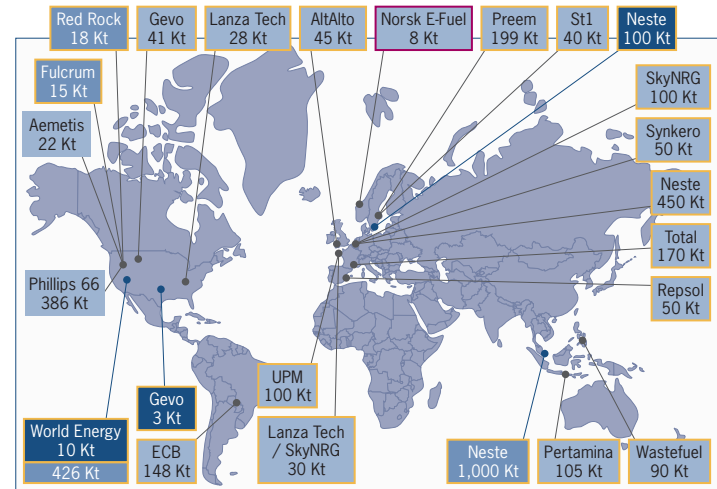 Red Rock
18 Kt
Gevo
41 Kt
Lanza Tech
28 Kt
AltAlto
45 Kt
Norsk E-Fuel
8 Kt
Preem
199 Kt
St1
40 Kt
Neste
100 Kt
Fulcrum
15 Kt
SkyNRG
100 Kt
Aemetis
22 Kt
Synkero
50 Kt
Neste
450 Kt
Total
170 Kt
Phillips 66
386 Kt
Repsol
50 Kt
UPM
100 Kt
Gevo
3 Kt
World Energy
10 Kt
426 Kt
ECB
148 Kt
Lanza Tech
/ SkyNRG
30 Kt
Neste
1,000 Kt
Pertamina
105 Kt
Wastefuel
90 Kt